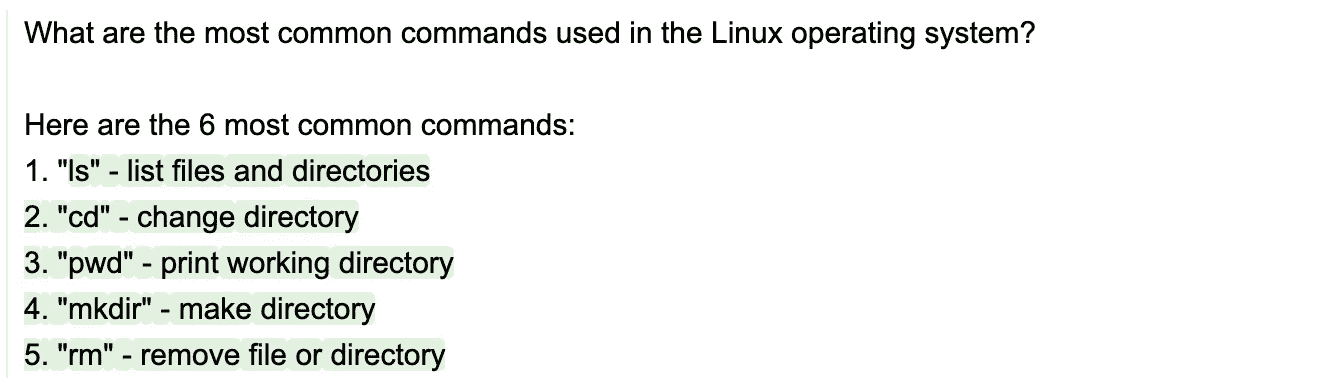 What are the most common commands used in the Linux operating system?
Here are the 6 most common commands:
1. "ls" - list files and directories
2. "cd" - change directory
3. "pwd" - print working directory
4. "mkdir" - make directory
5. "rm" - remove file or directory